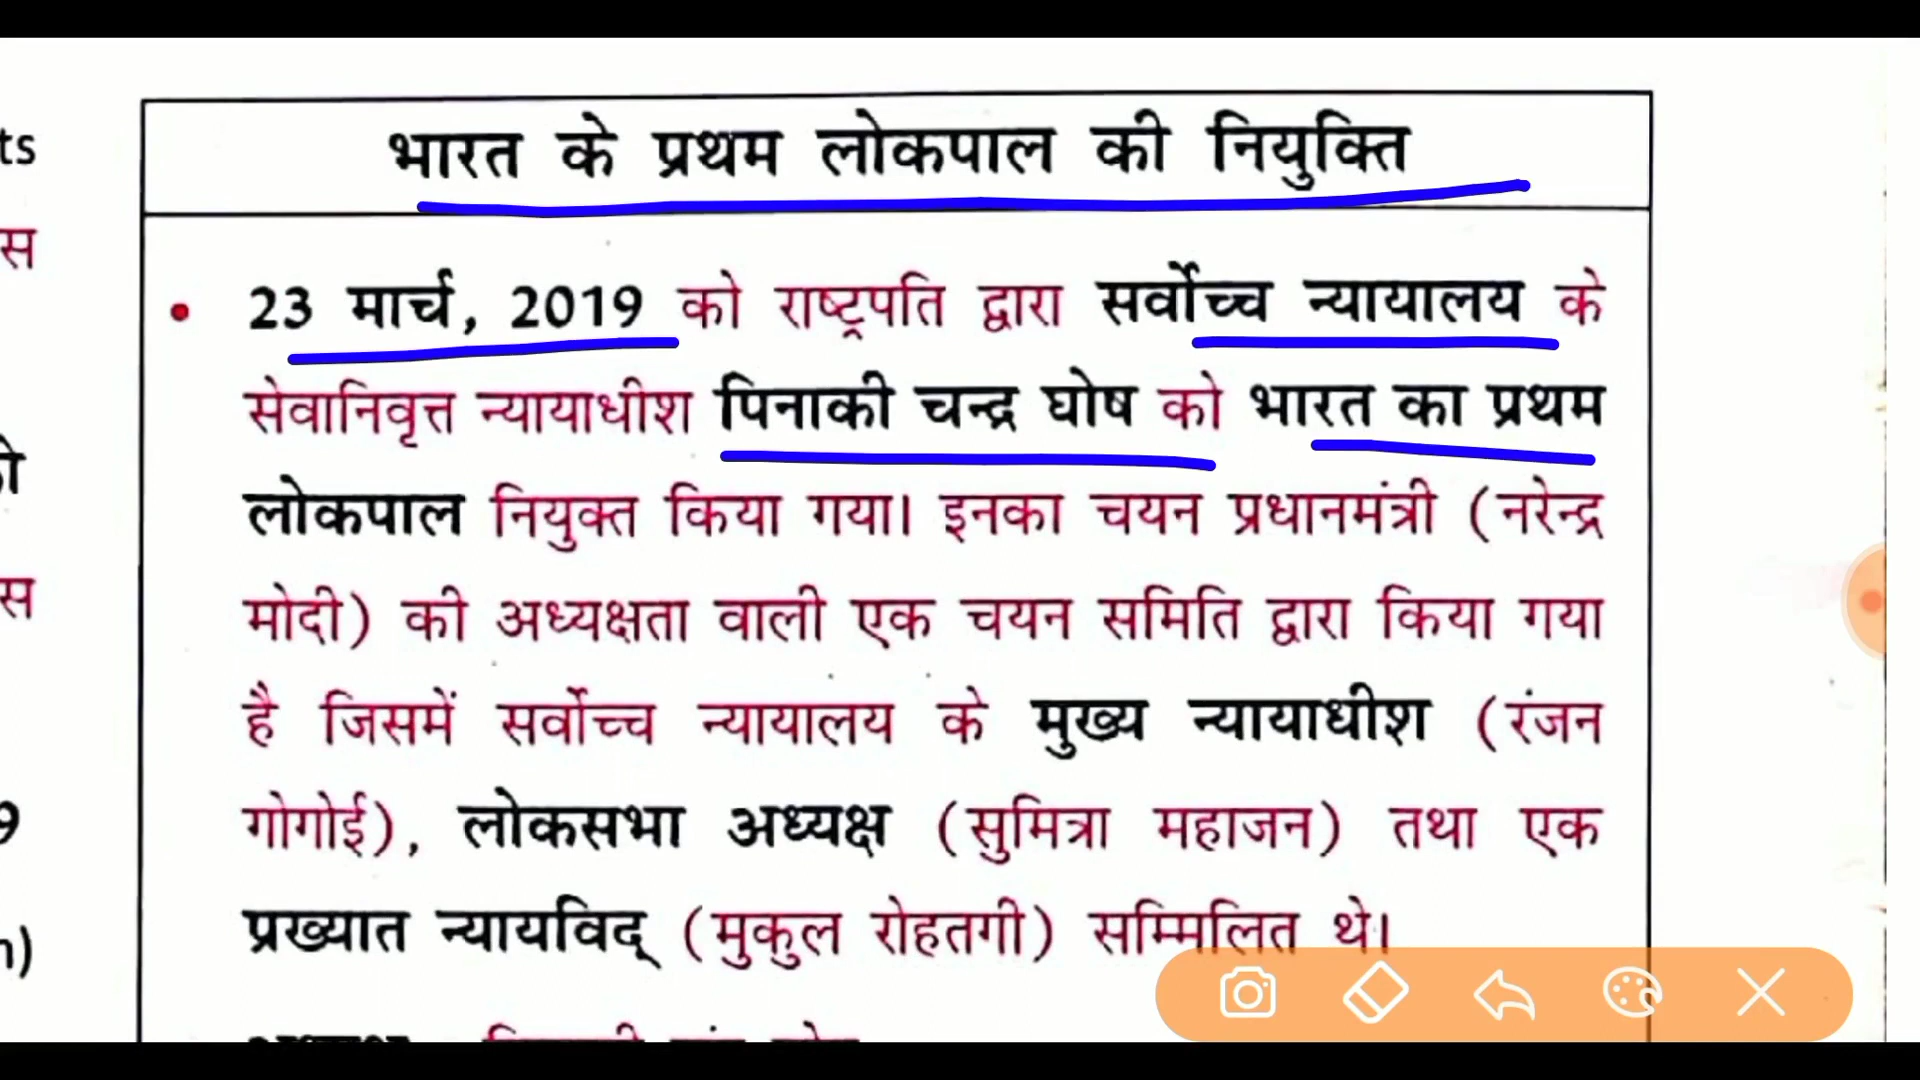 भारत के प्रथम लोकपाल की नियुक्ति
• 23 मार्च, 2019 को राष्ट्रपति द्वारा सर्वोच्च न्यायालय के
सेवानिवृत्त न्यायाधीश पिनाकी चन्द्र घोष को भारत का प्रथम
लोकपाल नियुक्त किया गया। इनका चयन प्रधानमंत्री (नरेन्द्र
मोदी) की अध्यक्षता वाली एक चयन समिति द्वारा किया गया
है जिसमें सर्वोच्च न्यायालय के मुख्य न्यायाधीश (रंजन
गोगोई), लोकसभा अध्यक्ष (सुमित्रा महाजन) तथा एक
प्रख्यात न्यायविद् (मुकुल रोहतगी) सम्मिलित थे।
ts
स
स
9